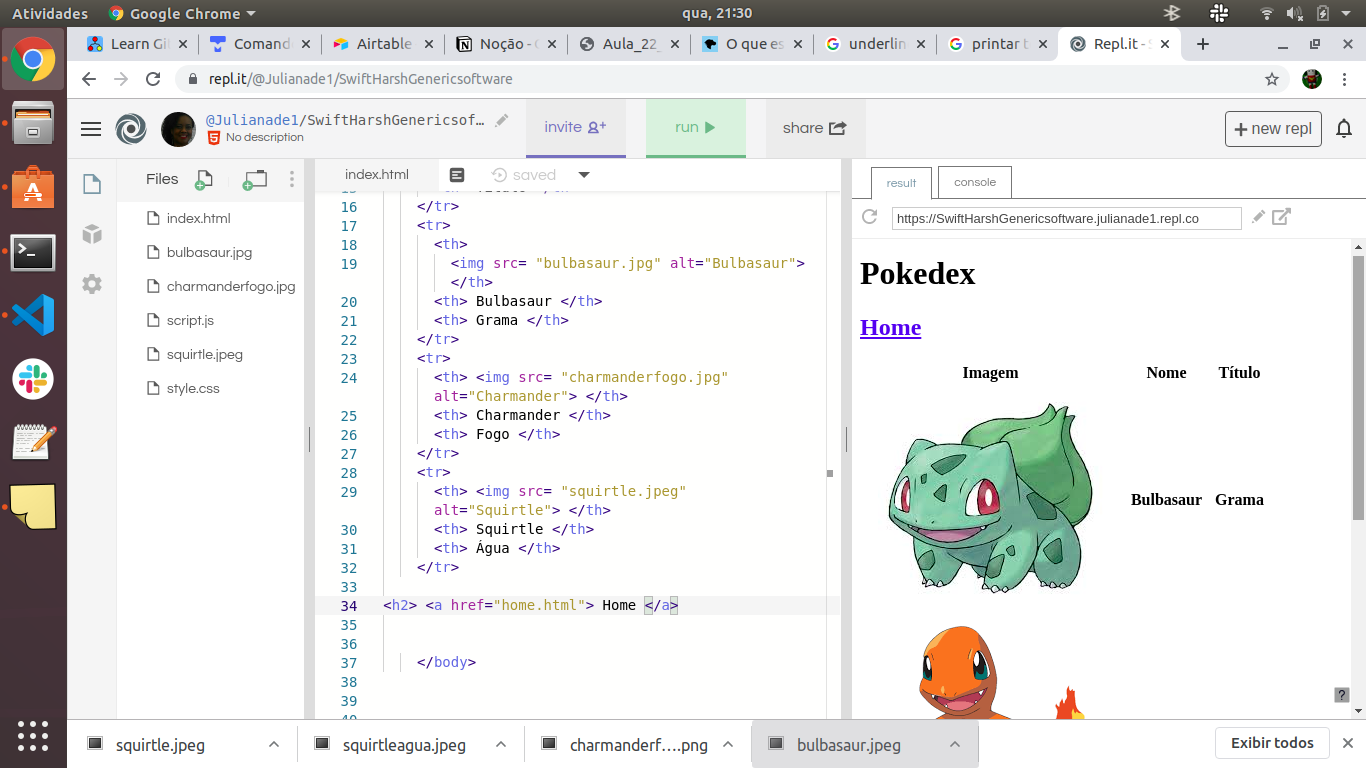 Atividades Google Chrome qua, 21:30
Learn Gi Comand Airtable Noção - Aula_22_ O que es underlin printar t Repl.it -
repl.it/@Julianade1/SwiftHarshGenericsoftware
@Julianade1/SwiftHarshGenericsof…
No description
invite
run
share
+ new repl
Files
index.html
bulbasaur.jpg
charmanderfogo.jpg
script.js
squirtle.jpeg
style.css
index.html saved
16 </tr>
17 <tr>
18 <th>
19 <img src= "bulbasaur.jpg" alt="Bulbasaur">
</th>
20 <th> Bulbasaur </th>
21 <th> Grama </th>
22 </tr>
23 <tr>
24 <th> <img src= "charmanderfogo.jpg"
alt="Charmander"> </th>
25 <th> Charmander </th>
26 <th> Fogo </th>
27 </tr>
28 <tr>
29 <th> <img src= "squirtle.jpeg"
alt="Squirtle"> </th>
30 <th> Squirtle </th>
31 <th> Água </th>
32 </tr>
33
34 <h2> <a href="home.html"> Home </a>
35
36
37 </body>
38
39
result console
https://SwiftHarshGenericsoftware.julianade1.repl.co
Pokedex
Home
Imagem Nome Título
Bulbasaur Grama
?
squirtle.jpeg squirtleagua.jpeg charmanderf….png bulbasaur.jpeg Exibir todos